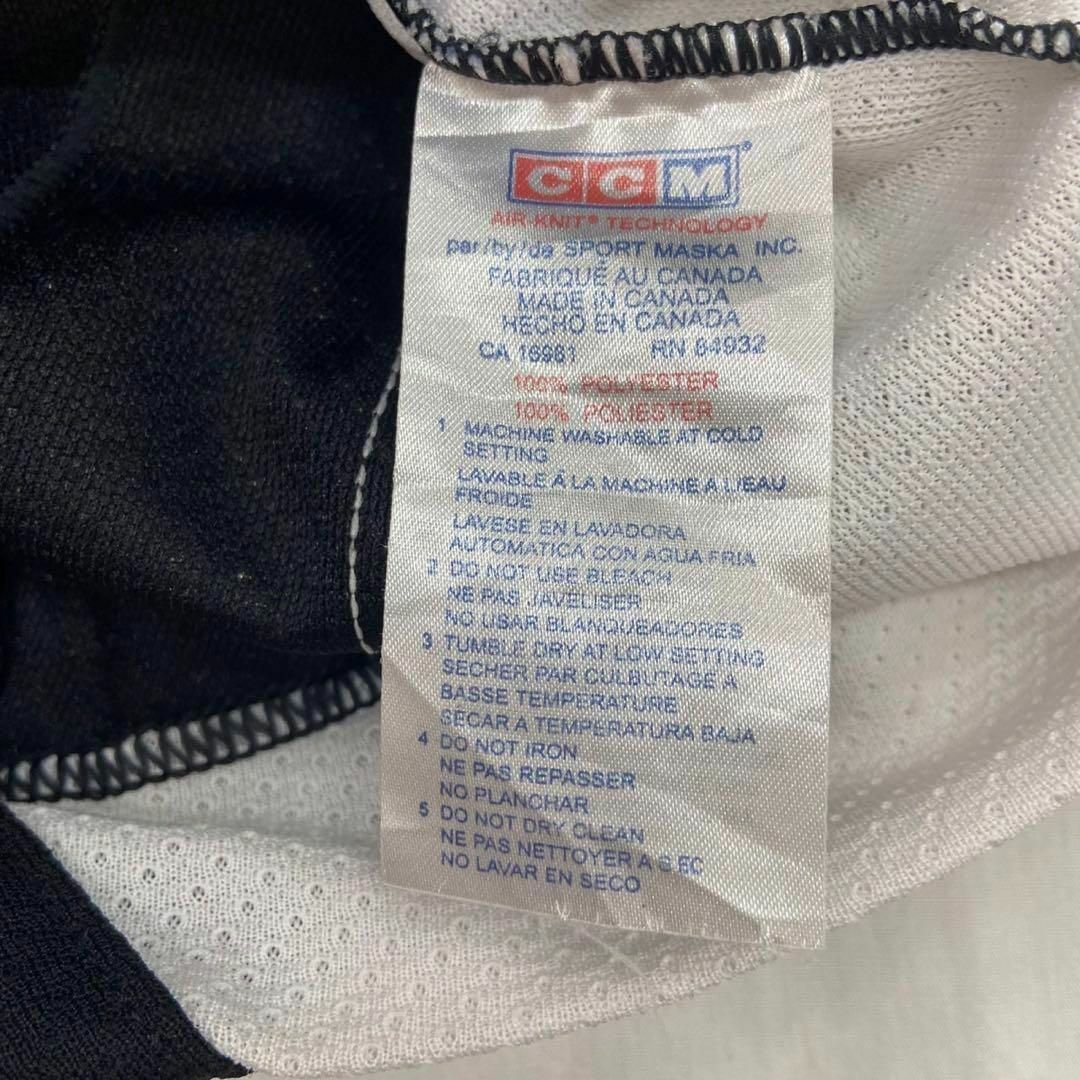 CCM®
AIR-KNIT® TECHNOLOGY
par/by/de SPORT MASKA INC.
FABRIQUÉ AU CANADA
MADE IN CANADA
HECHO EN CANADA
CA 16961 RN 64932
100% POLYESTER
100% POLIESTER
1 MACHINE WASHABLE AT COLD
SETTING
LAVABLE À LA MACHINE A L'EAU
FROIDE
LAVESE EN LAVADORA
AUTOMATICA CON AGUA FRIA
2 DO NOT USE BLEACH
NE PAS JAVELISER
NO USAR BLANQUEADORES
3 TUMBLE DRY AT LOW SETTING
SECHER PAR CULBUTAGE A
BASSE TEMPERATURE
SECAR A TEMPERATURA BAJA
4 DO NOT IRON
NE PAS REPASSER
NO PLANCHAR
5 DO NOT DRY CLEAN
NE PAS NETTOYER A SEC
NO LAVAR EN SECO